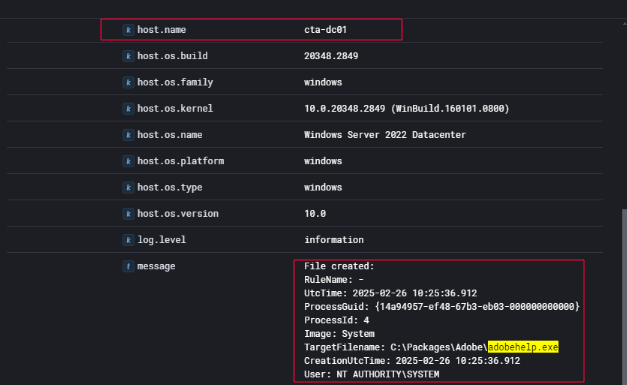 host.name cta-dc01
host.os.build 20348.2849
host.os.family windows
host.os.kernel 10.0.20348.2849 (WinBuild.160101.0800)
host.os.name Windows Server 2022 Datacenter
host.os.platform windows
host.os.type windows
host.os.version 10.0
log.level information
message File created:
RuleName: -
UtcTime: 2025-02-26 10:25:36.912
ProcessGuid: {14a94957-ef48-67b3-eb03-000000000000}
ProcessId: 4
Image: System
TargetFilename: C:\Packages\Adobe\adobehelp.exe
CreationUtcTime: 2025-02-26 10:25:36.912
User: NT AUTHORITY\SYSTEM